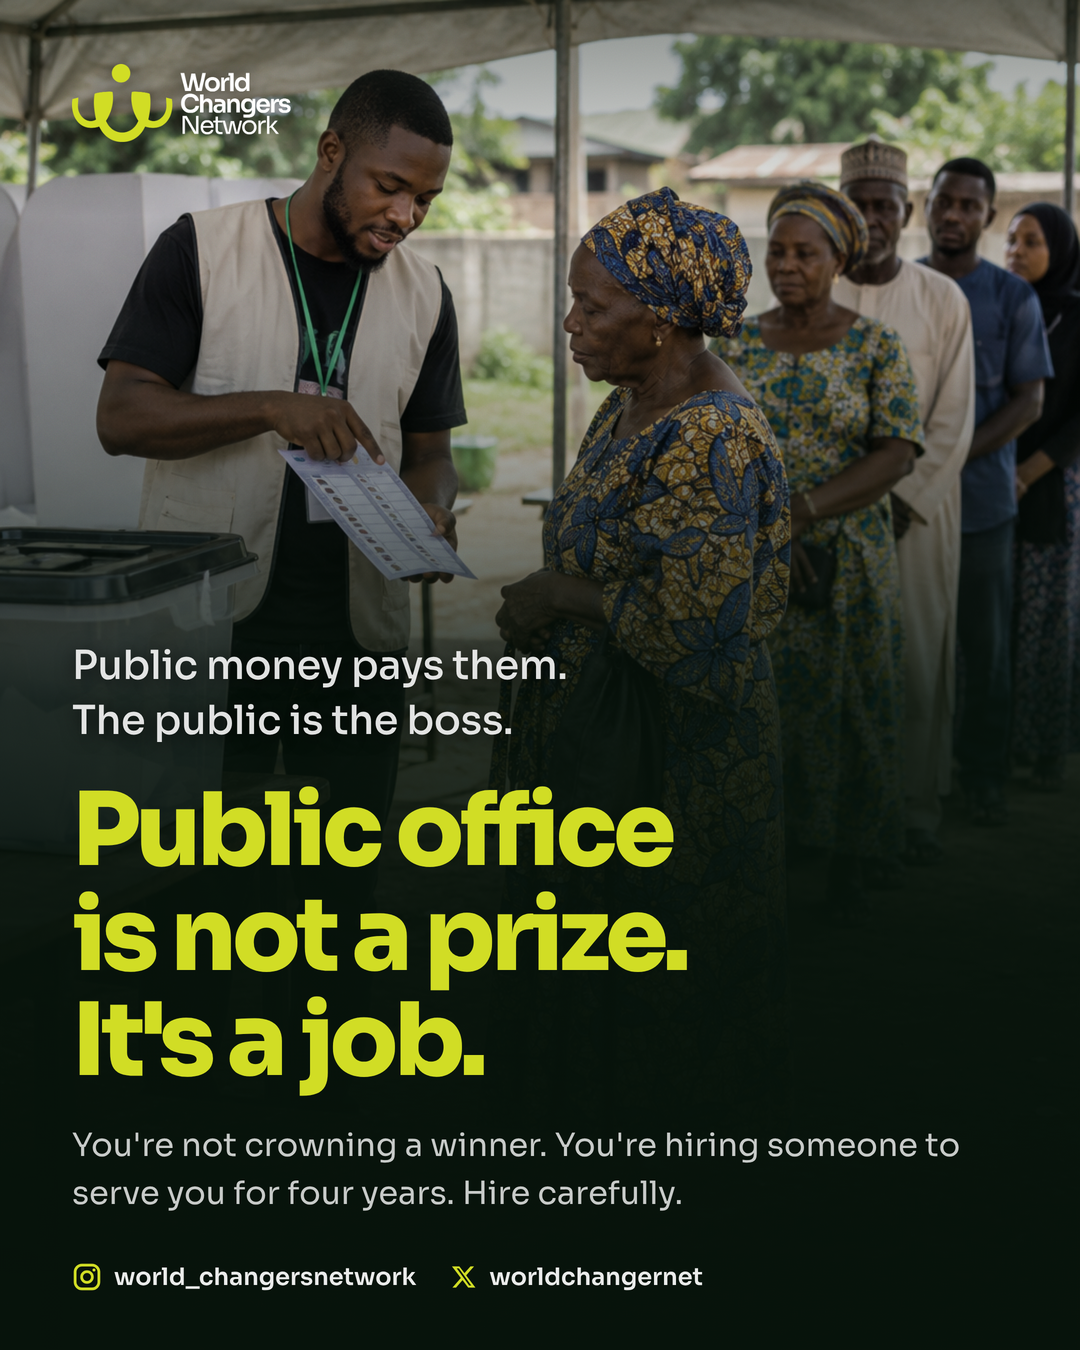 World
Changers
Network
Public money pays them.
The public is the boss.
Public office
is not a prize.
It's a job.
You're not crowning a winner. You're hiring someone to
serve you for four years. Hire carefully.
world_changersnetwork
worldchangernet